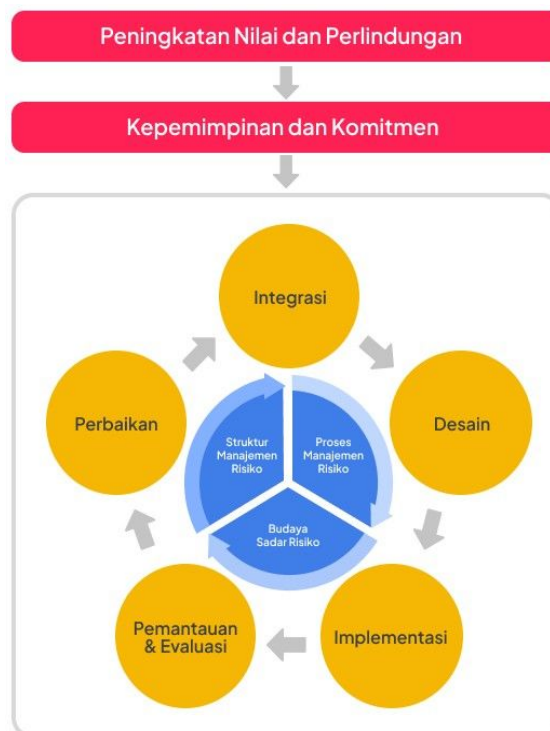 Peningkatan Nilai dan Perlindungan
Kepemimpinan dan Komitmen
Integrasi
Perbaikan
Desain
Struktur
Manajemen
Risiko
Proses
Manajemen
Risiko
Budaya
Sadar Risiko
Pemantauan
& Evaluasi
Implementasi